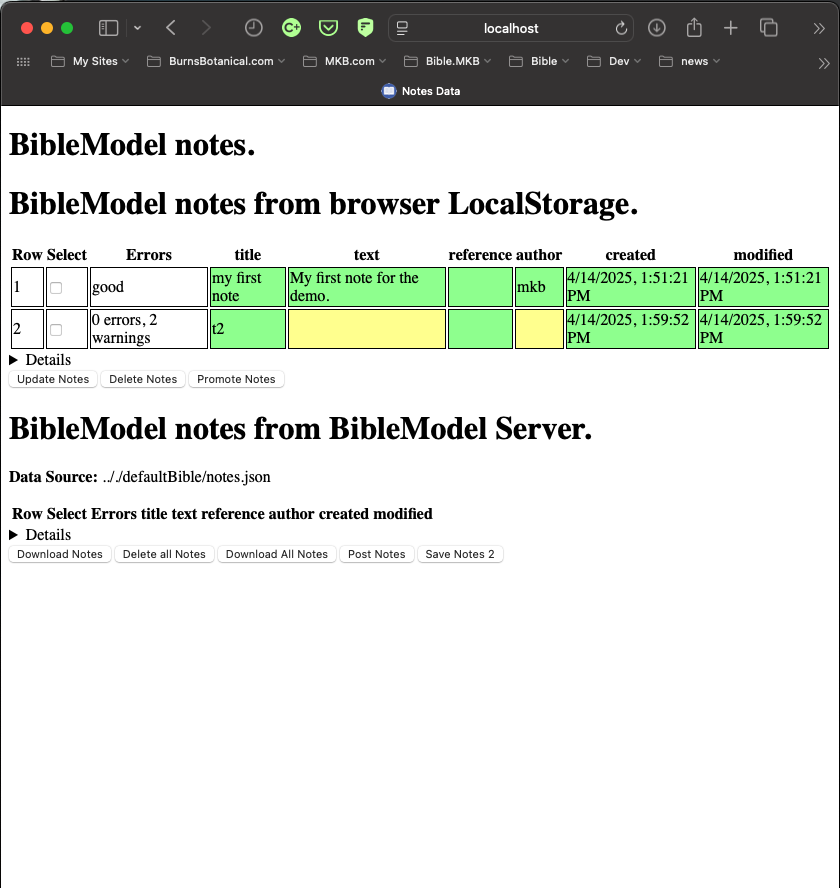 localhost
My Sites BurnsBotanical.com MKB.com Bible.MKB Bible Dev news
Notes Data
BibleModel notes.
BibleModel notes from browser LocalStorage.
Row Select Errors title text reference author created modified
1 good my first note My first note for the demo. mkb 4/14/2025, 1:51:21 PM 4/14/2025, 1:51:21 PM
2 0 errors, 2 warnings t2 4/14/2025, 1:59:52 PM 4/14/2025, 1:59:52 PM
Details
Update Notes Delete Notes Promote Notes
BibleModel notes from BibleModel Server.
Data Source: .././defaultBible/notes.json
Row Select Errors title text reference author created modified
Details
Download Notes Delete all Notes Download All Notes Post Notes Save Notes 2